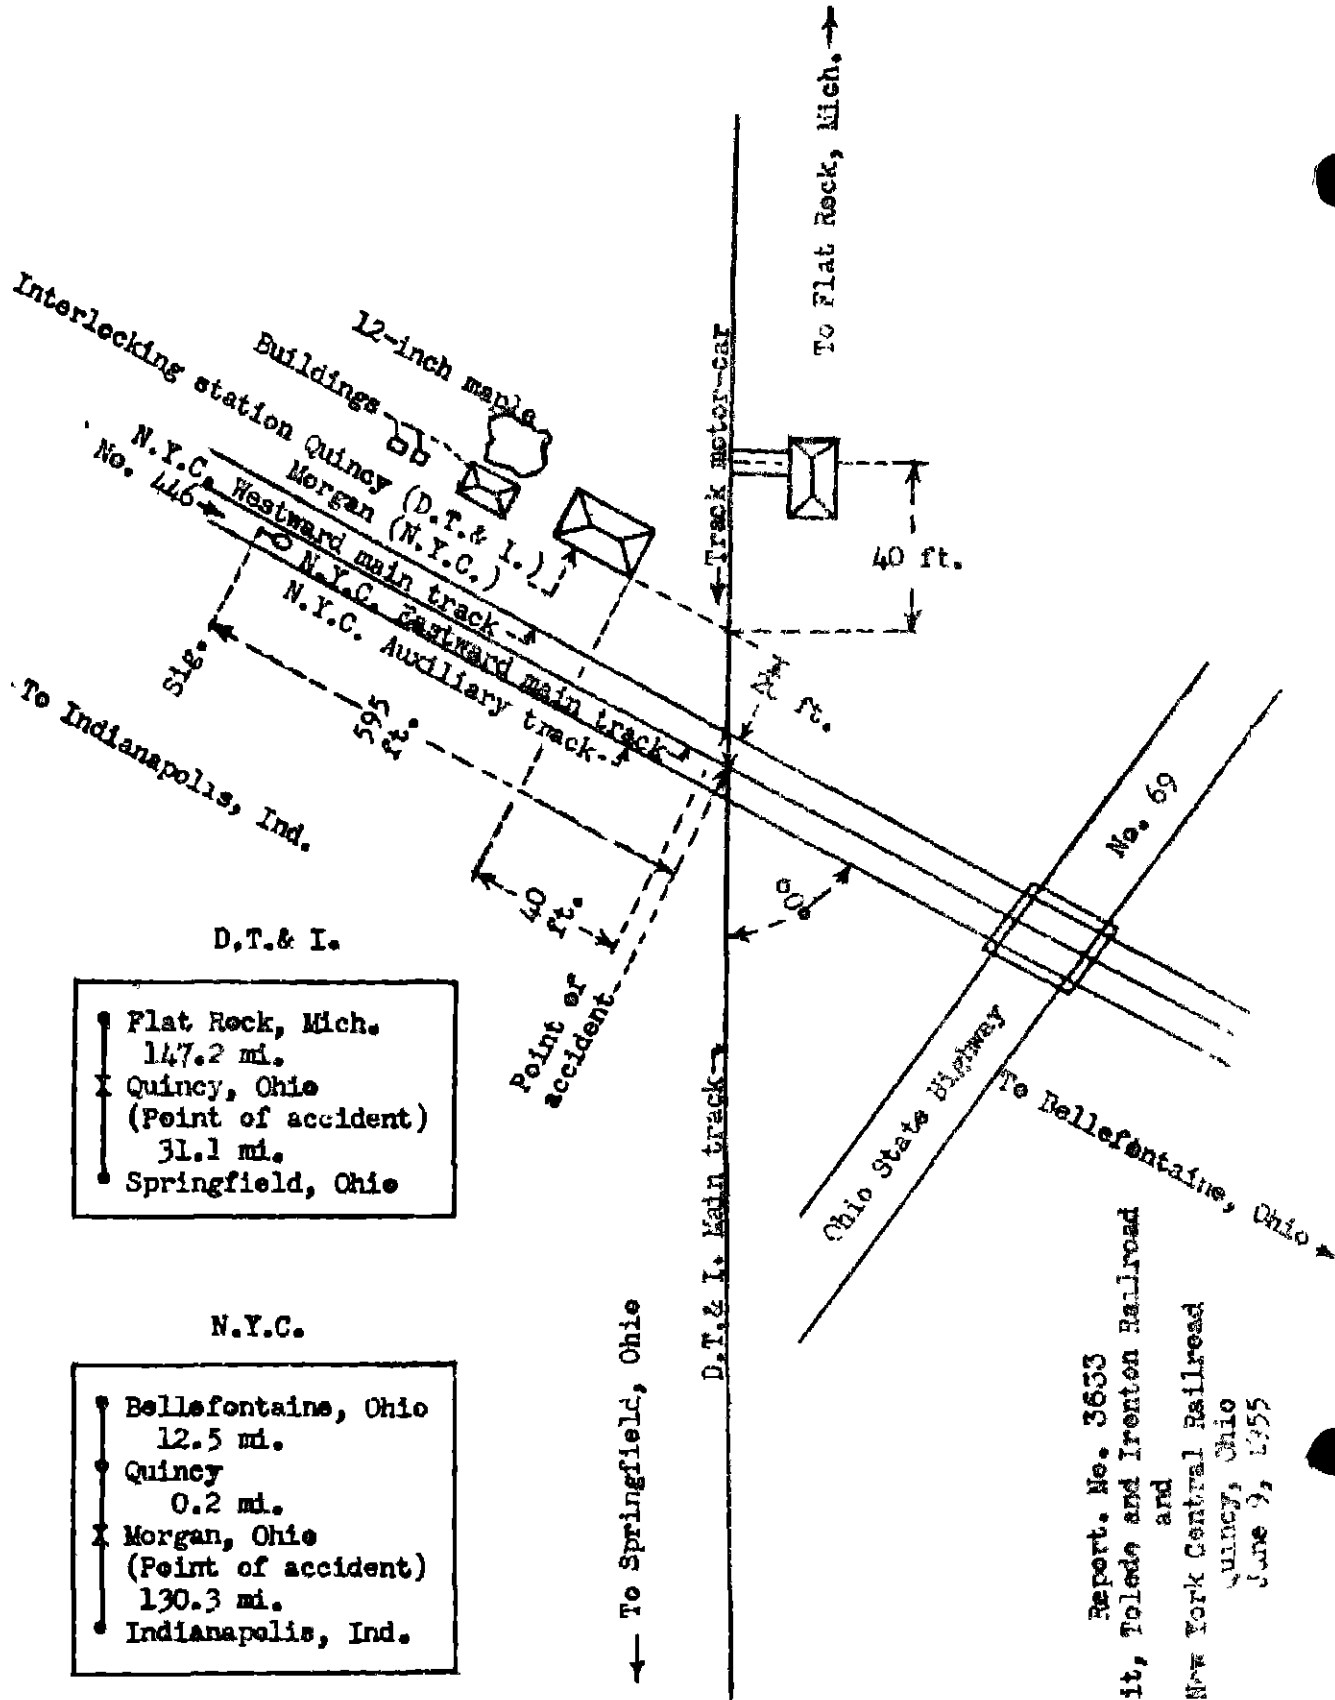 To Flat Rock, Mich.
Interlocking station Quincy (D.T.& I.)
Morgan (N.Y.C.)
Buildings
12-inch maple
Track motor-car
N.Y.C. Westward main track
No. 446
N.Y.C. Eastward main track
N.Y.C. Auxiliary track
40 ft.
ft.
Sig.
595
ft.
To Indianapolis, Ind.
40
ft.
Point of
accident
No. 69
Ohio State Highway
To Bellefontaine, Ohio
D.T.& I. Main track
To Springfield, Ohio
D.T.& I.
Flat Rock, Mich.
147.2 mi.
Quincy, Ohio
(Point of accident)
31.1 mi.
Springfield, Ohio
N.Y.C.
Bellefontaine, Ohio
12.5 mi.
Quincy
0.2 mi.
Morgan, Ohio
(Point of accident)
130.3 mi.
Indianapolis, Ind.
Report. No. 3633
it, Toledo and Ironton Railroad
and
New York Central Railroad
Quincy, Ohio
June 9, 1955